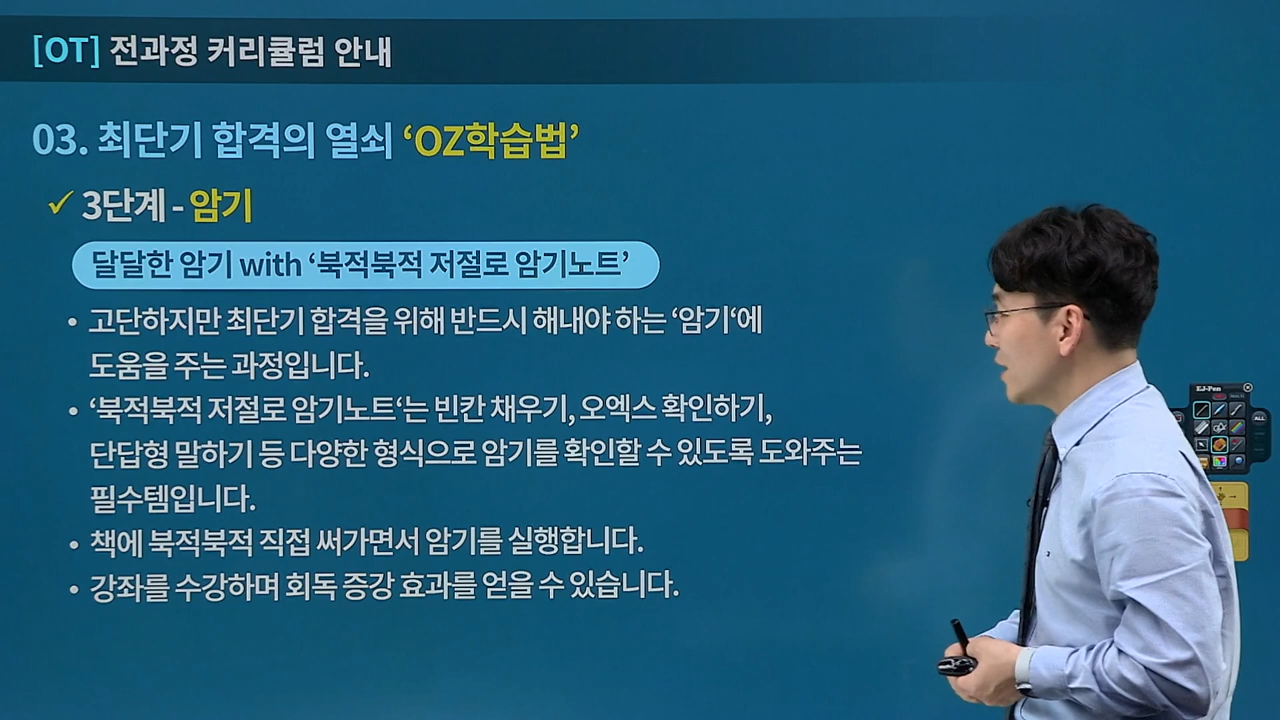 [OT] 전과정 커리큘럼 안내
03. 최단기 합격의 열쇠 ‘OZ학습법’
✓ 3단계 - 암기
달달한 암기 with ‘북적북적 저절로 암기노트’
• 고단하지만 최단기 합격을 위해 반드시 해내야 하는 ‘암기‘에
도움을 주는 과정입니다.
• ‘북적북적 저절로 암기노트‘는 빈칸 채우기, 오엑스 확인하기,
단답형 말하기 등 다양한 형식으로 암기를 확인할 수 있도록 도와주는
필수템입니다.
• 책에 북적북적 직접 써가면서 암기를 실행합니다.
• 강좌를 수강하며 회독 증강 효과를 얻을 수 있습니다.
EJ-Pen
ALL